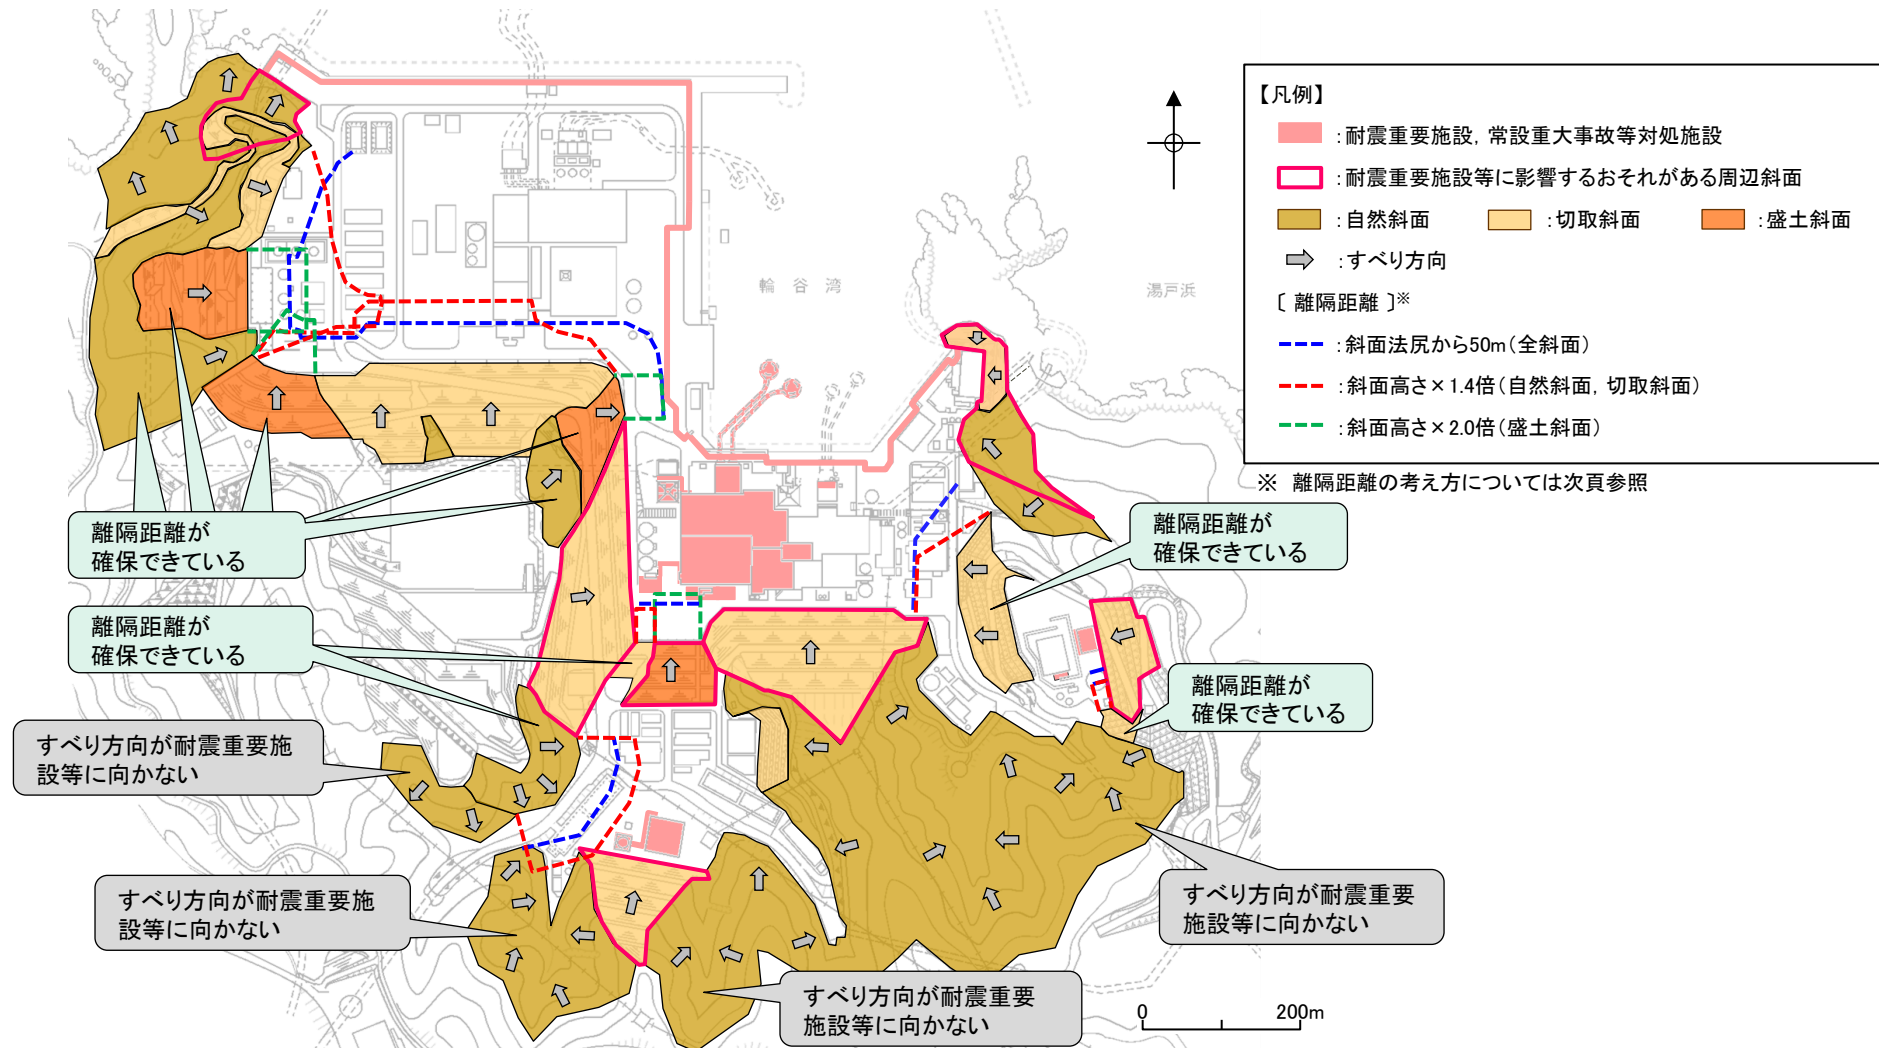 【凡例】
：耐震重要施設，常設重大事故等対処施設
：耐震重要施設等に影響するおそれがある周辺斜面
：自然斜面 ：切取斜面 ：盛土斜面
：すべり方向
〔 離隔距離 〕※
：斜面法尻から50m（全斜面）
：斜面高さ×1.4倍（自然斜面，切取斜面）
：斜面高さ×2.0倍（盛土斜面）
※ 離隔距離の考え方については次頁参照
輪谷湾
湯戸浜
離隔距離が
確保できている
離隔距離が
確保できている
離隔距離が
確保できている
離隔距離が
確保できている
すべり方向が耐震重要施
設等に向かない
すべり方向が耐震重要施
設等に向かない
すべり方向が耐震重要
施設等に向かない
すべり方向が耐震重要
施設等に向かない
0 200m